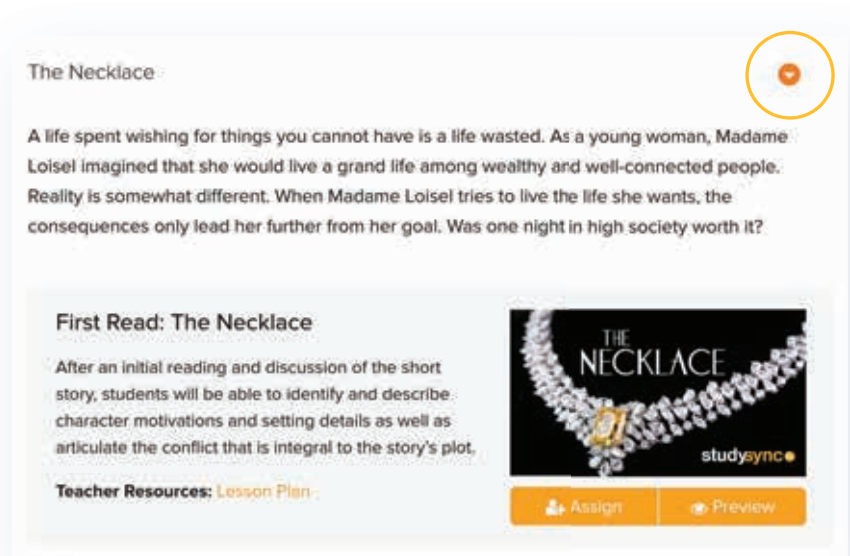 The Necklace
A life spent wishing for things you cannot have is a life wasted. As a young woman, Madame
Loisel imagined that she would live a grand life among wealthy and well-connected people.
Reality is somewhat different. When Madame Loisel tries to live the life she wants, the
consequences only lead her further from her goal. Was one night in high society worth it?
First Read: The Necklace
After an initial reading and discussion of the short
story, students will be able to identify and describe
character motivations and setting details as well as
articulate the conflict that is integral to the story's plot.
Teacher Resources: Lesson Plan
THE
NECKLACE
studysync
Assign
Preview